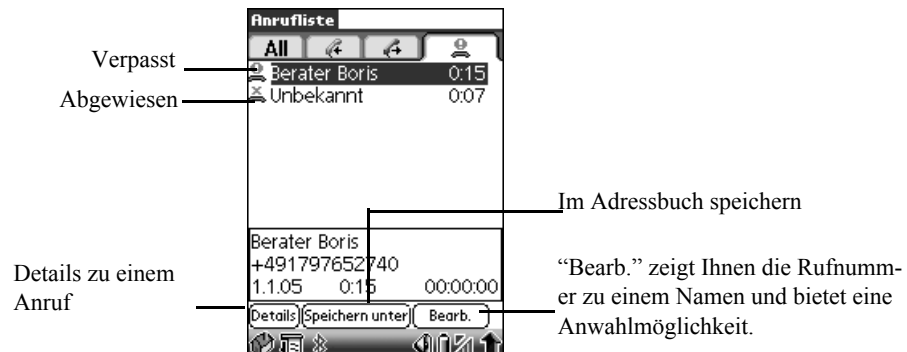 Anrufliste
All
Verpasst
Berater Boris 0:15
Abgewiesen
Unbekannt 0:07
Im Adressbuch speichern
Berater Boris
+491797652740
1.1.05 0:15 00:00:00
Details zu einem
Anruf
“Bearb.” zeigt Ihnen die Rufnumm-
er zu einem Namen und bietet eine
Anwahlmöglichkeit.
Details Speichern unter Bearb.